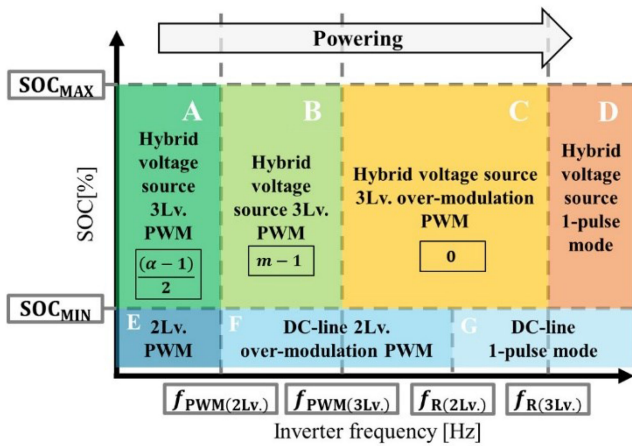 Powering
SOC_MAX
A
B
C
D
Hybrid
voltage
source
3Lv.
PWM
(α − 1)
2
Hybrid
voltage
source 3Lv.
PWM
m − 1
Hybrid voltage source
3Lv. over-modulation
PWM
0
Hybrid
voltage
source
1-pulse
mode
SOC[%]
SOC_MIN
E
2Lv.
PWM
F
DC-line 2Lv.
over-modulation PWM
G
DC-line
1-pulse mode
f_PWM(2Lv.)
f_PWM(3Lv.)
f_R(2Lv.)
f_R(3Lv.)
Inverter frequency [Hz]